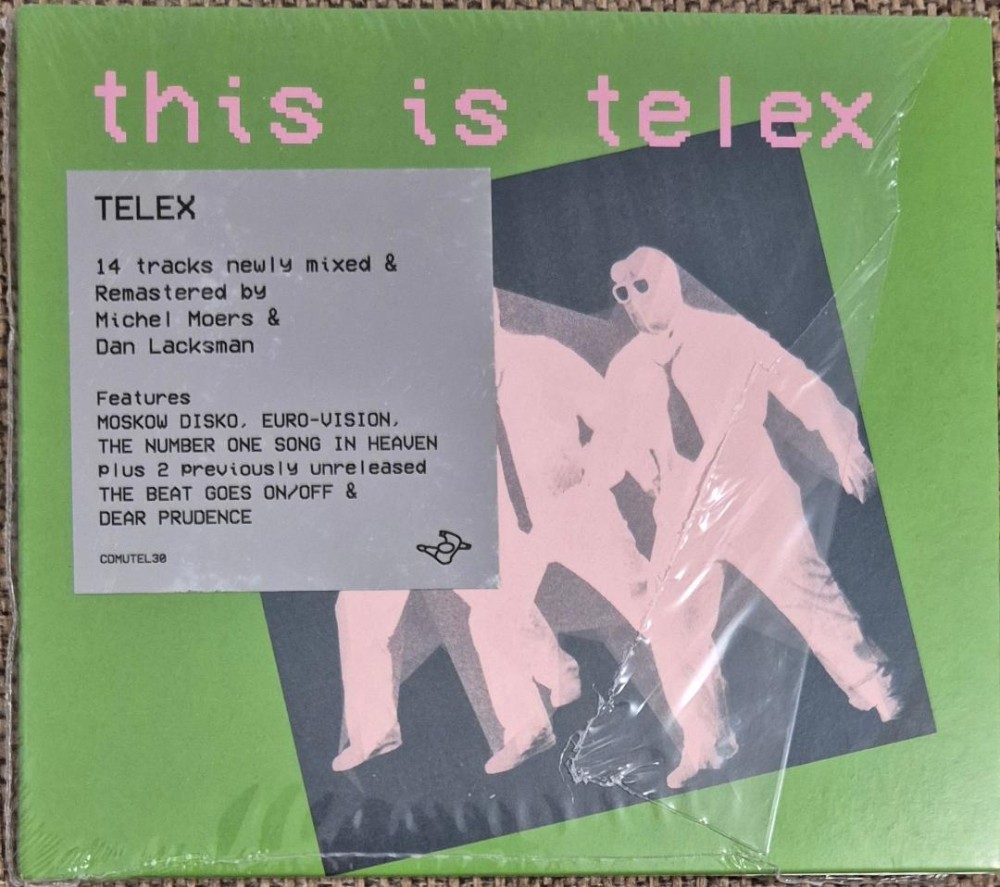 this is telex
TELEX
14 tracks newly mixed &
Remastered by
Michel Moers &
Dan Lacksman
Features
MOSKOW DISKO, EURO-VISION,
THE NUMBER ONE SONG IN HEAVEN
plus 2 previously unreleased
THE BEAT GOES ON/OFF &
DEAR PRUDENCE
CDMUTEL30